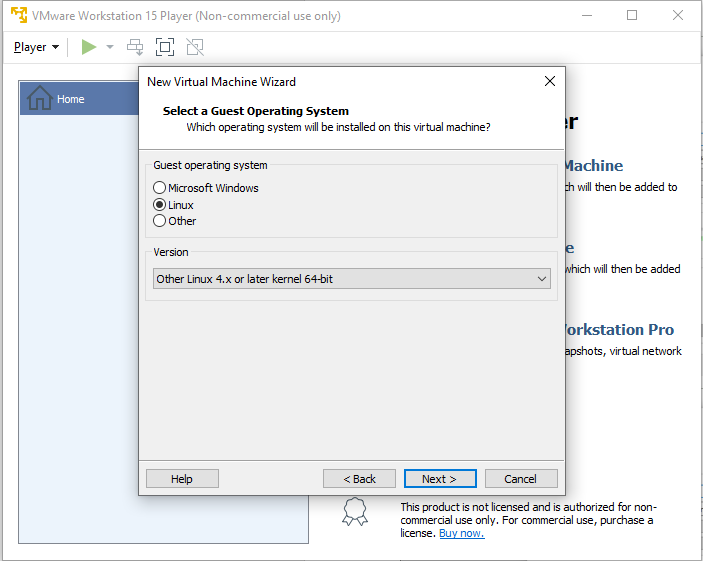 VMware Workstation 15 Player (Non-commercial use only)
Player
Home
New Virtual Machine Wizard
Select a Guest Operating System
Which operating system will be installed on this virtual machine?
Guest operating system
Microsoft Windows
Linux
Other
Version
Other Linux 4.x or later kernel 64-bit
Help
< Back
Next >
Cancel
er
Machine
ch will then be added to
e
which will then be added
orkstation Pro
apshots, virtual network
This product is not licensed and is authorized for non-
commercial use only. For commercial use, purchase a
license. Buy now.